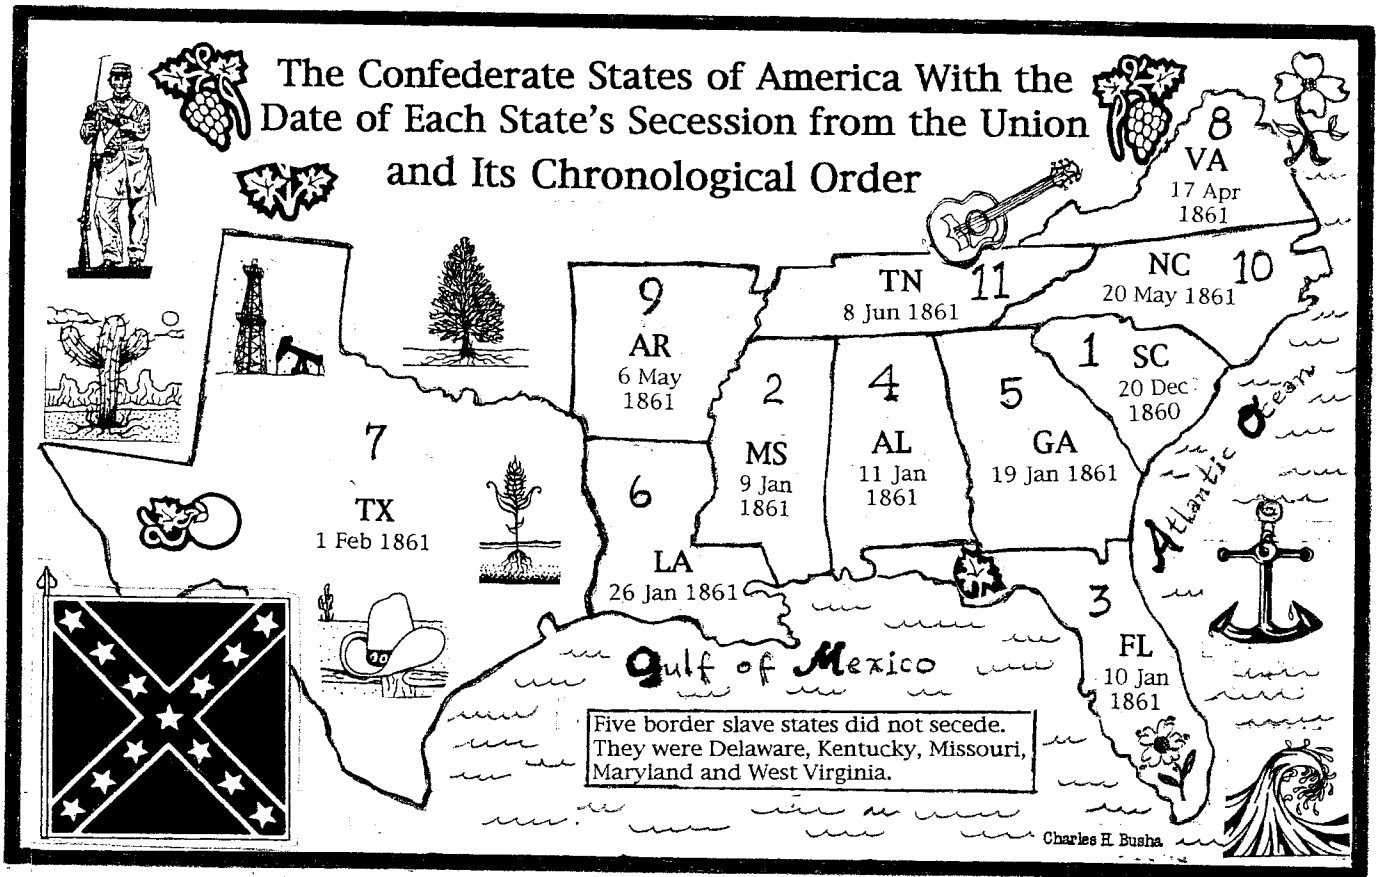 The Confederate States of America With the
Date of Each State's Secession from the Union
and Its Chronological Order
8
VA
17 Apr
1861
TN
11
8 Jun 1861
NC
10
20 May 1861
9
AR
6 May
1861
1
SC
20 Dec
1860
2
MS
9 Jan
1861
4
AL
11 Jan
1861
5
GA
19 Jan 1861
7
TX
1 Feb 1861
6
LA
26 Jan 1861
3
FL
10 Jan
1861
Atlantic Ocean
Gulf of Mexico
Five border slave states did not secede.
They were Delaware, Kentucky, Missouri,
Maryland and West Virginia.
Charles H. Busha